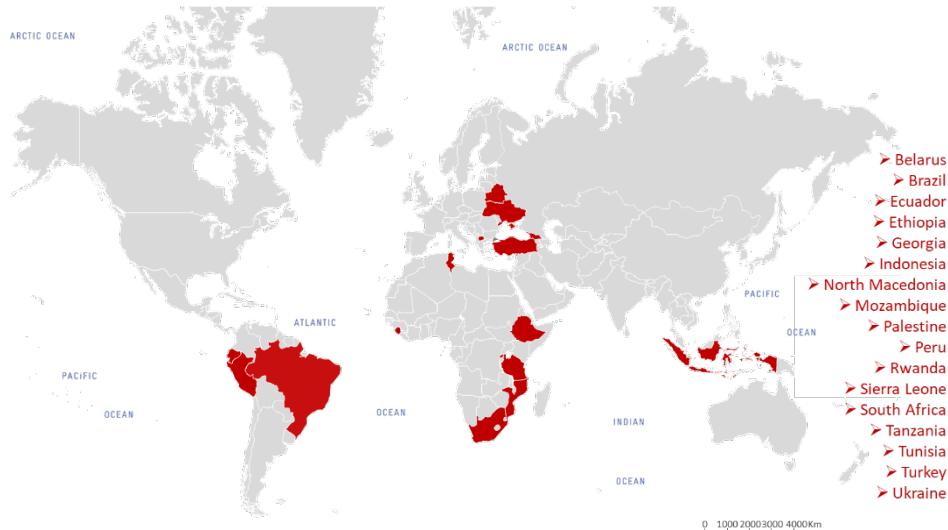 ARCTIC OCEAN
ARCTIC OCEAN
➢ Belarus
➢ Brazil
➢ Ecuador
➢ Ethiopia
➢ Georgia
➢ Indonesia
➢ North Macedonia
➢ Mozambique
➢ Palestine
➢ Peru
➢ Rwanda
➢ Sierra Leone
➢ South Africa
➢ Tanzania
➢ Tunisia
➢ Turkey
➢ Ukraine
PACIFIC
OCEAN
ATLANTIC
OCEAN
PACIFIC
OCEAN
INDIAN
OCEAN
0 1000 2000 3000 4000Km